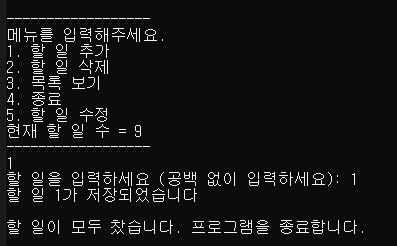 ------------------
메뉴를 입력해주세요.
1. 할 일 추가
2. 할 일 삭제
3. 목록 보기
4. 종료
5. 할 일 수정
현재 할 일 수 = 9
------------------
1
할 일을 입력하세요 (공백 없이 입력하세요): 1
할 일 1가 저장되었습니다
할 일이 모두 찼습니다. 프로그램을 종료합니다.